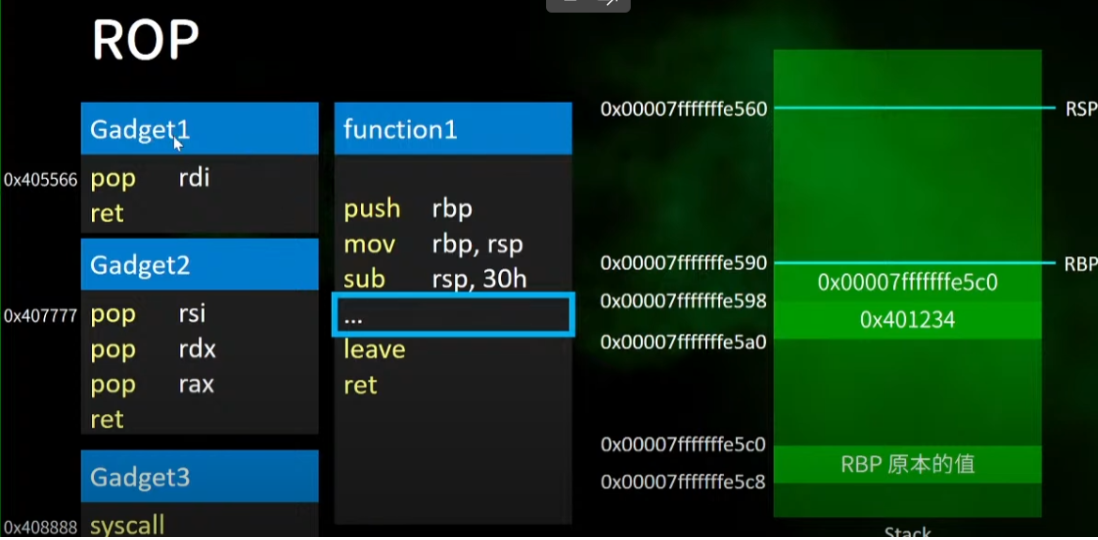 ROP
Gadget1
0x405566 pop rdi
ret
Gadget2
0x407777 pop rsi
pop rdx
pop rax
ret
Gadget3
0x408888 syscall
function1
push rbp
mov rbp, rsp
sub rsp, 30h
...
leave
ret
0x00007fffffffe560 RSP
0x00007fffffffe590 RBP
0x00007fffffffe5c0
0x00007fffffffe598
0x401234
0x00007fffffffe5a0
0x00007fffffffe5c0
RBP 原本的值
0x00007fffffffe5c8
Stack